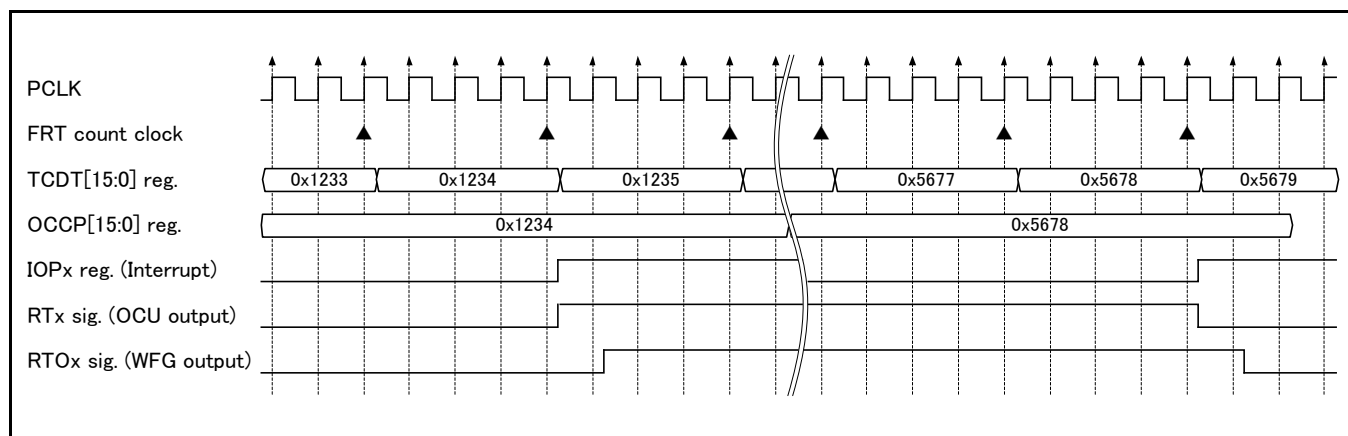 PCLK
FRT count clock
TCDT[15:0] reg. 0x1233 0x1234 0x1235 0x5677 0x5678 0x5679
OCCP[15:0] reg. 0x1234 0x5678
IOPx reg. (Interrupt)
RTx sig. (OCU output)
RTOx sig. (WFG output)